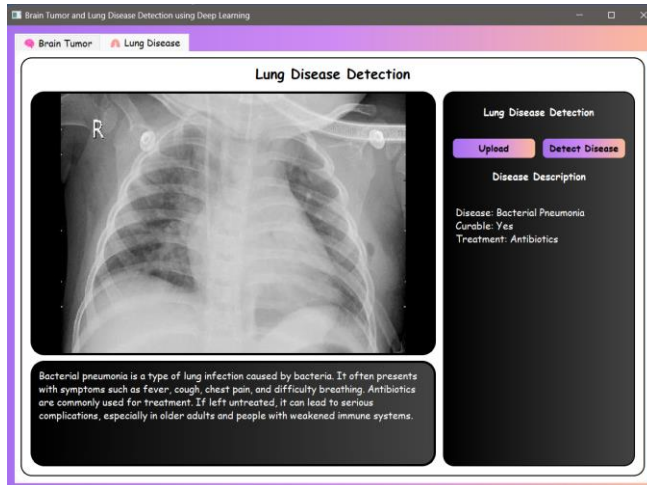 Brain Tumor and Lung Disease Detection using Deep Learning
Brain Tumor
Lung Disease
Lung Disease Detection
R
Bacterial pneumonia is a type of lung infection caused by bacteria. It often presents
with symptoms such as fever, cough, chest pain, and difficulty breathing. Antibiotics
are commonly used for treatment. If left untreated, it can lead to serious
complications, especially in older adults and people with weakened immune systems.
Lung Disease Detection
Upload
Detect Disease
Disease Description
Disease: Bacterial Pneumonia
Curable: Yes
Treatment: Antibiotics